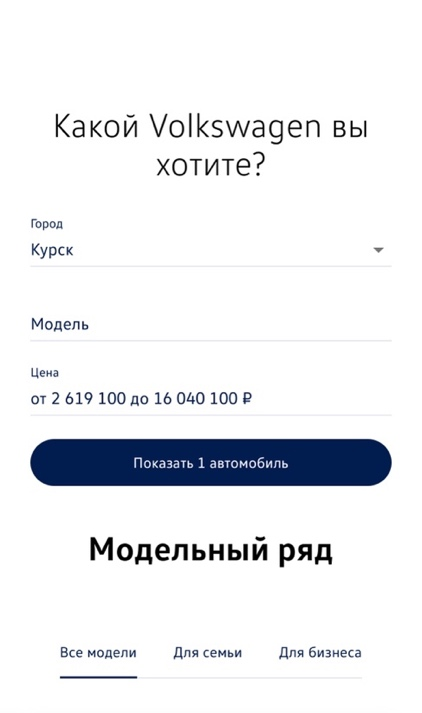 Какой Volkswagen вы
хотите?
Город
Курск
Модель
Цена
от 2 619 100 до 16 040 100 ₽
Показать 1 автомобиль
Модельный ряд
Все модели
Для семьи
Для бизнеса